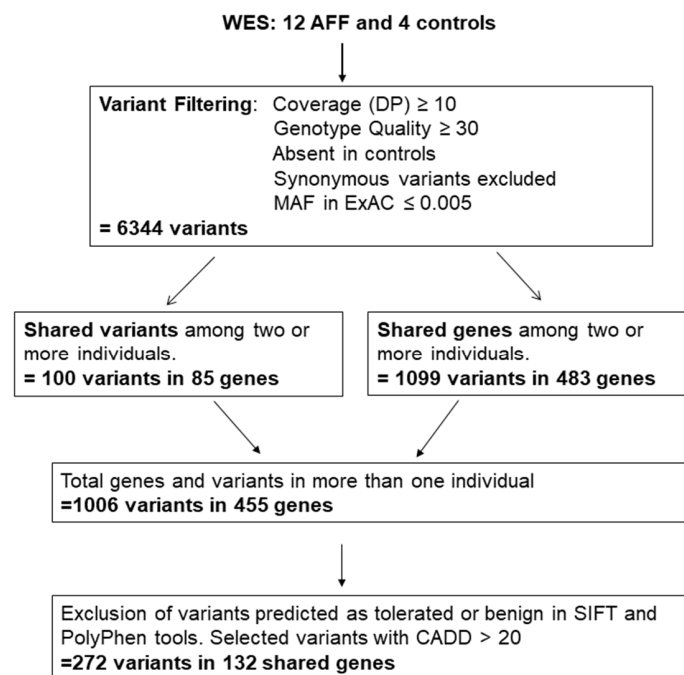 WES: 12 AFF and 4 controls
Variant Filtering: Coverage (DP) ≥ 10
Genotype Quality ≥ 30
Absent in controls
Synonymous variants excluded
MAF in ExAC ≤ 0.005
= 6344 variants
Shared variants among two or
more individuals.
= 100 variants in 85 genes
Shared genes among two or
more individuals.
= 1099 variants in 483 genes
Total genes and variants in more than one individual
=1006 variants in 455 genes
Exclusion of variants predicted as tolerated or benign in SIFT and
PolyPhen tools. Selected variants with CADD > 20
=272 variants in 132 shared genes